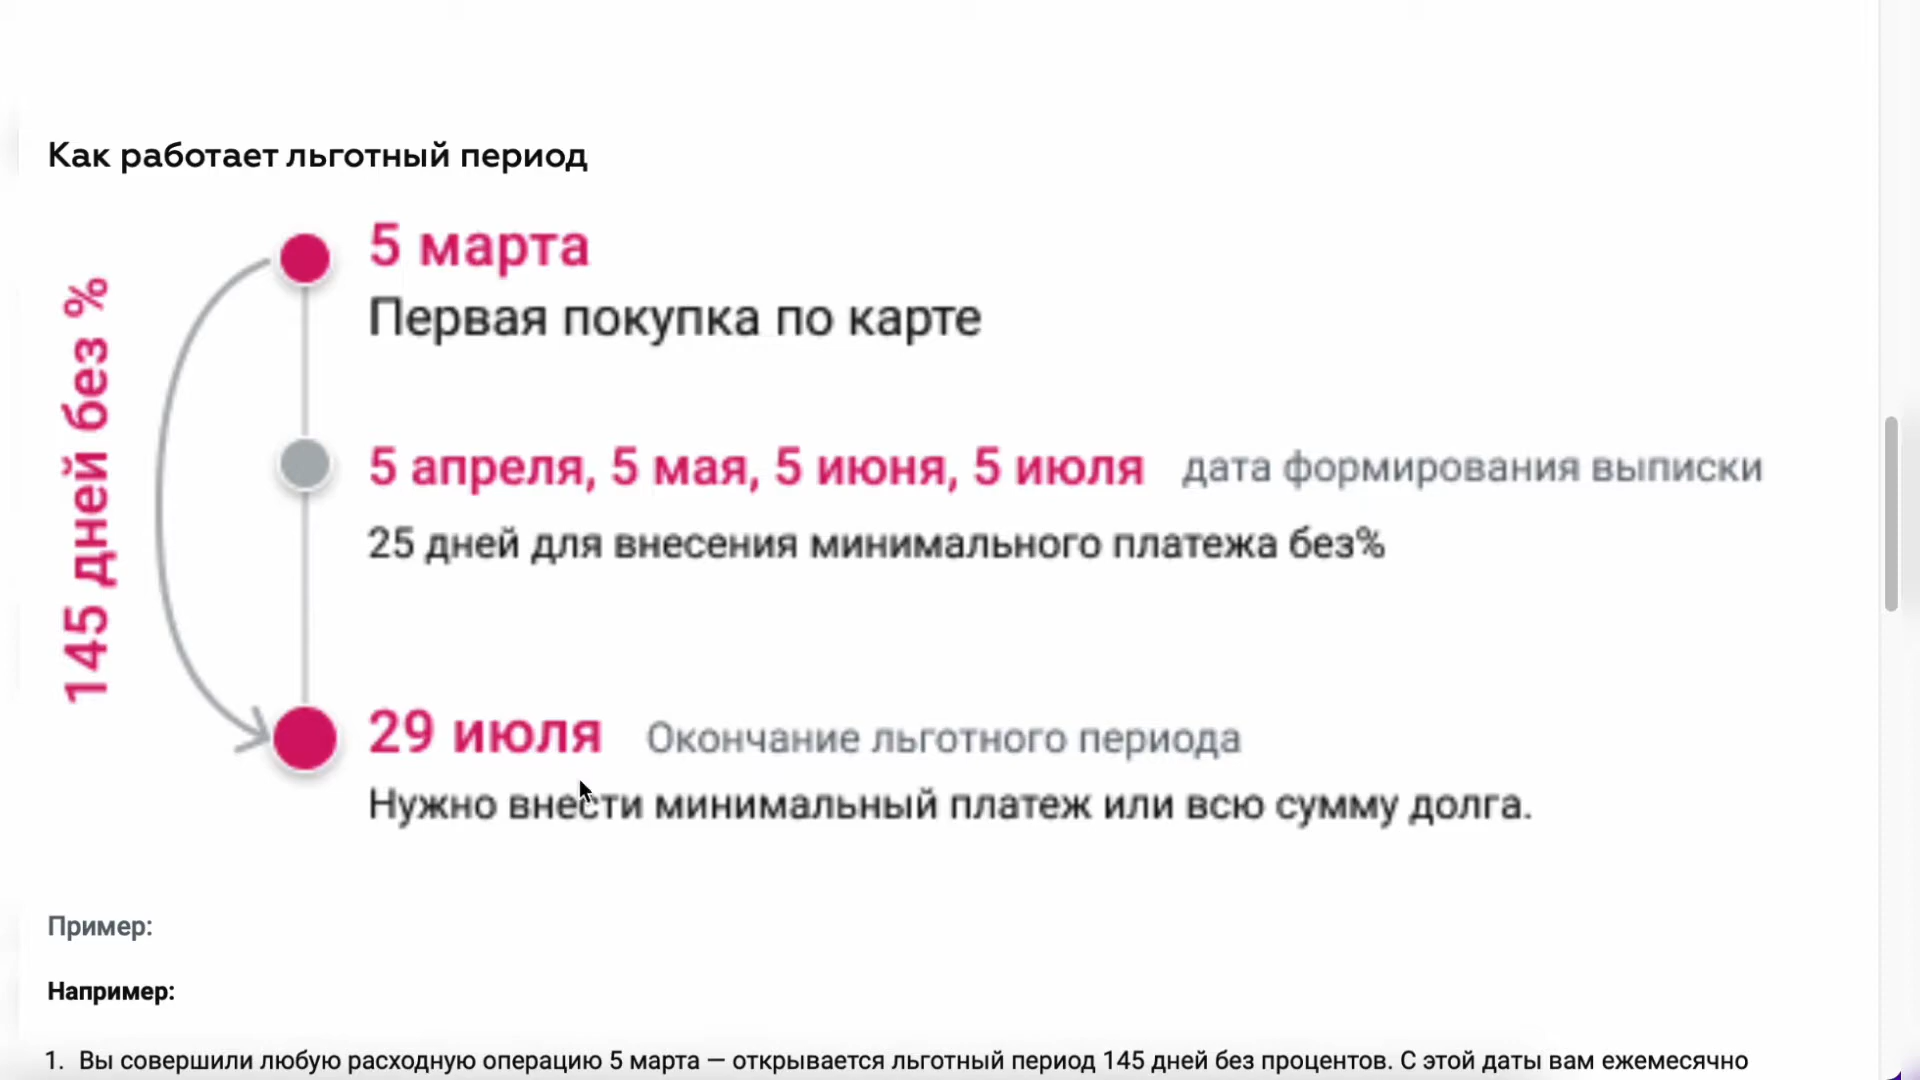 Как работает льготный период
145 дней без %
5 марта
Первая покупка по карте
5 апреля, 5 мая, 5 июня, 5 июля дата формирования выписки
25 дней для внесения минимального платежа без%
29 июля Окончание льготного периода
Нужно внести минимальный платеж или всю сумму долга.
Пример:
Например:
1. Вы совершили любую расходную операцию 5 марта — открывается льготный период 145 дней без процентов. С этой даты вам ежемесячно